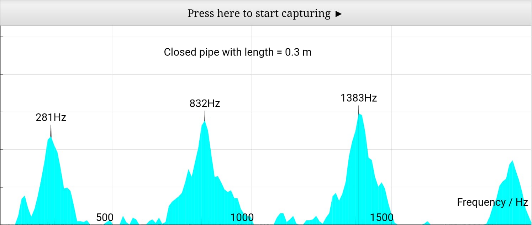 Press here to start capturing ►
Closed pipe with length = 0.3 m
1383Hz
832Hz
281Hz
Frequency / Hz
500 1000 1500